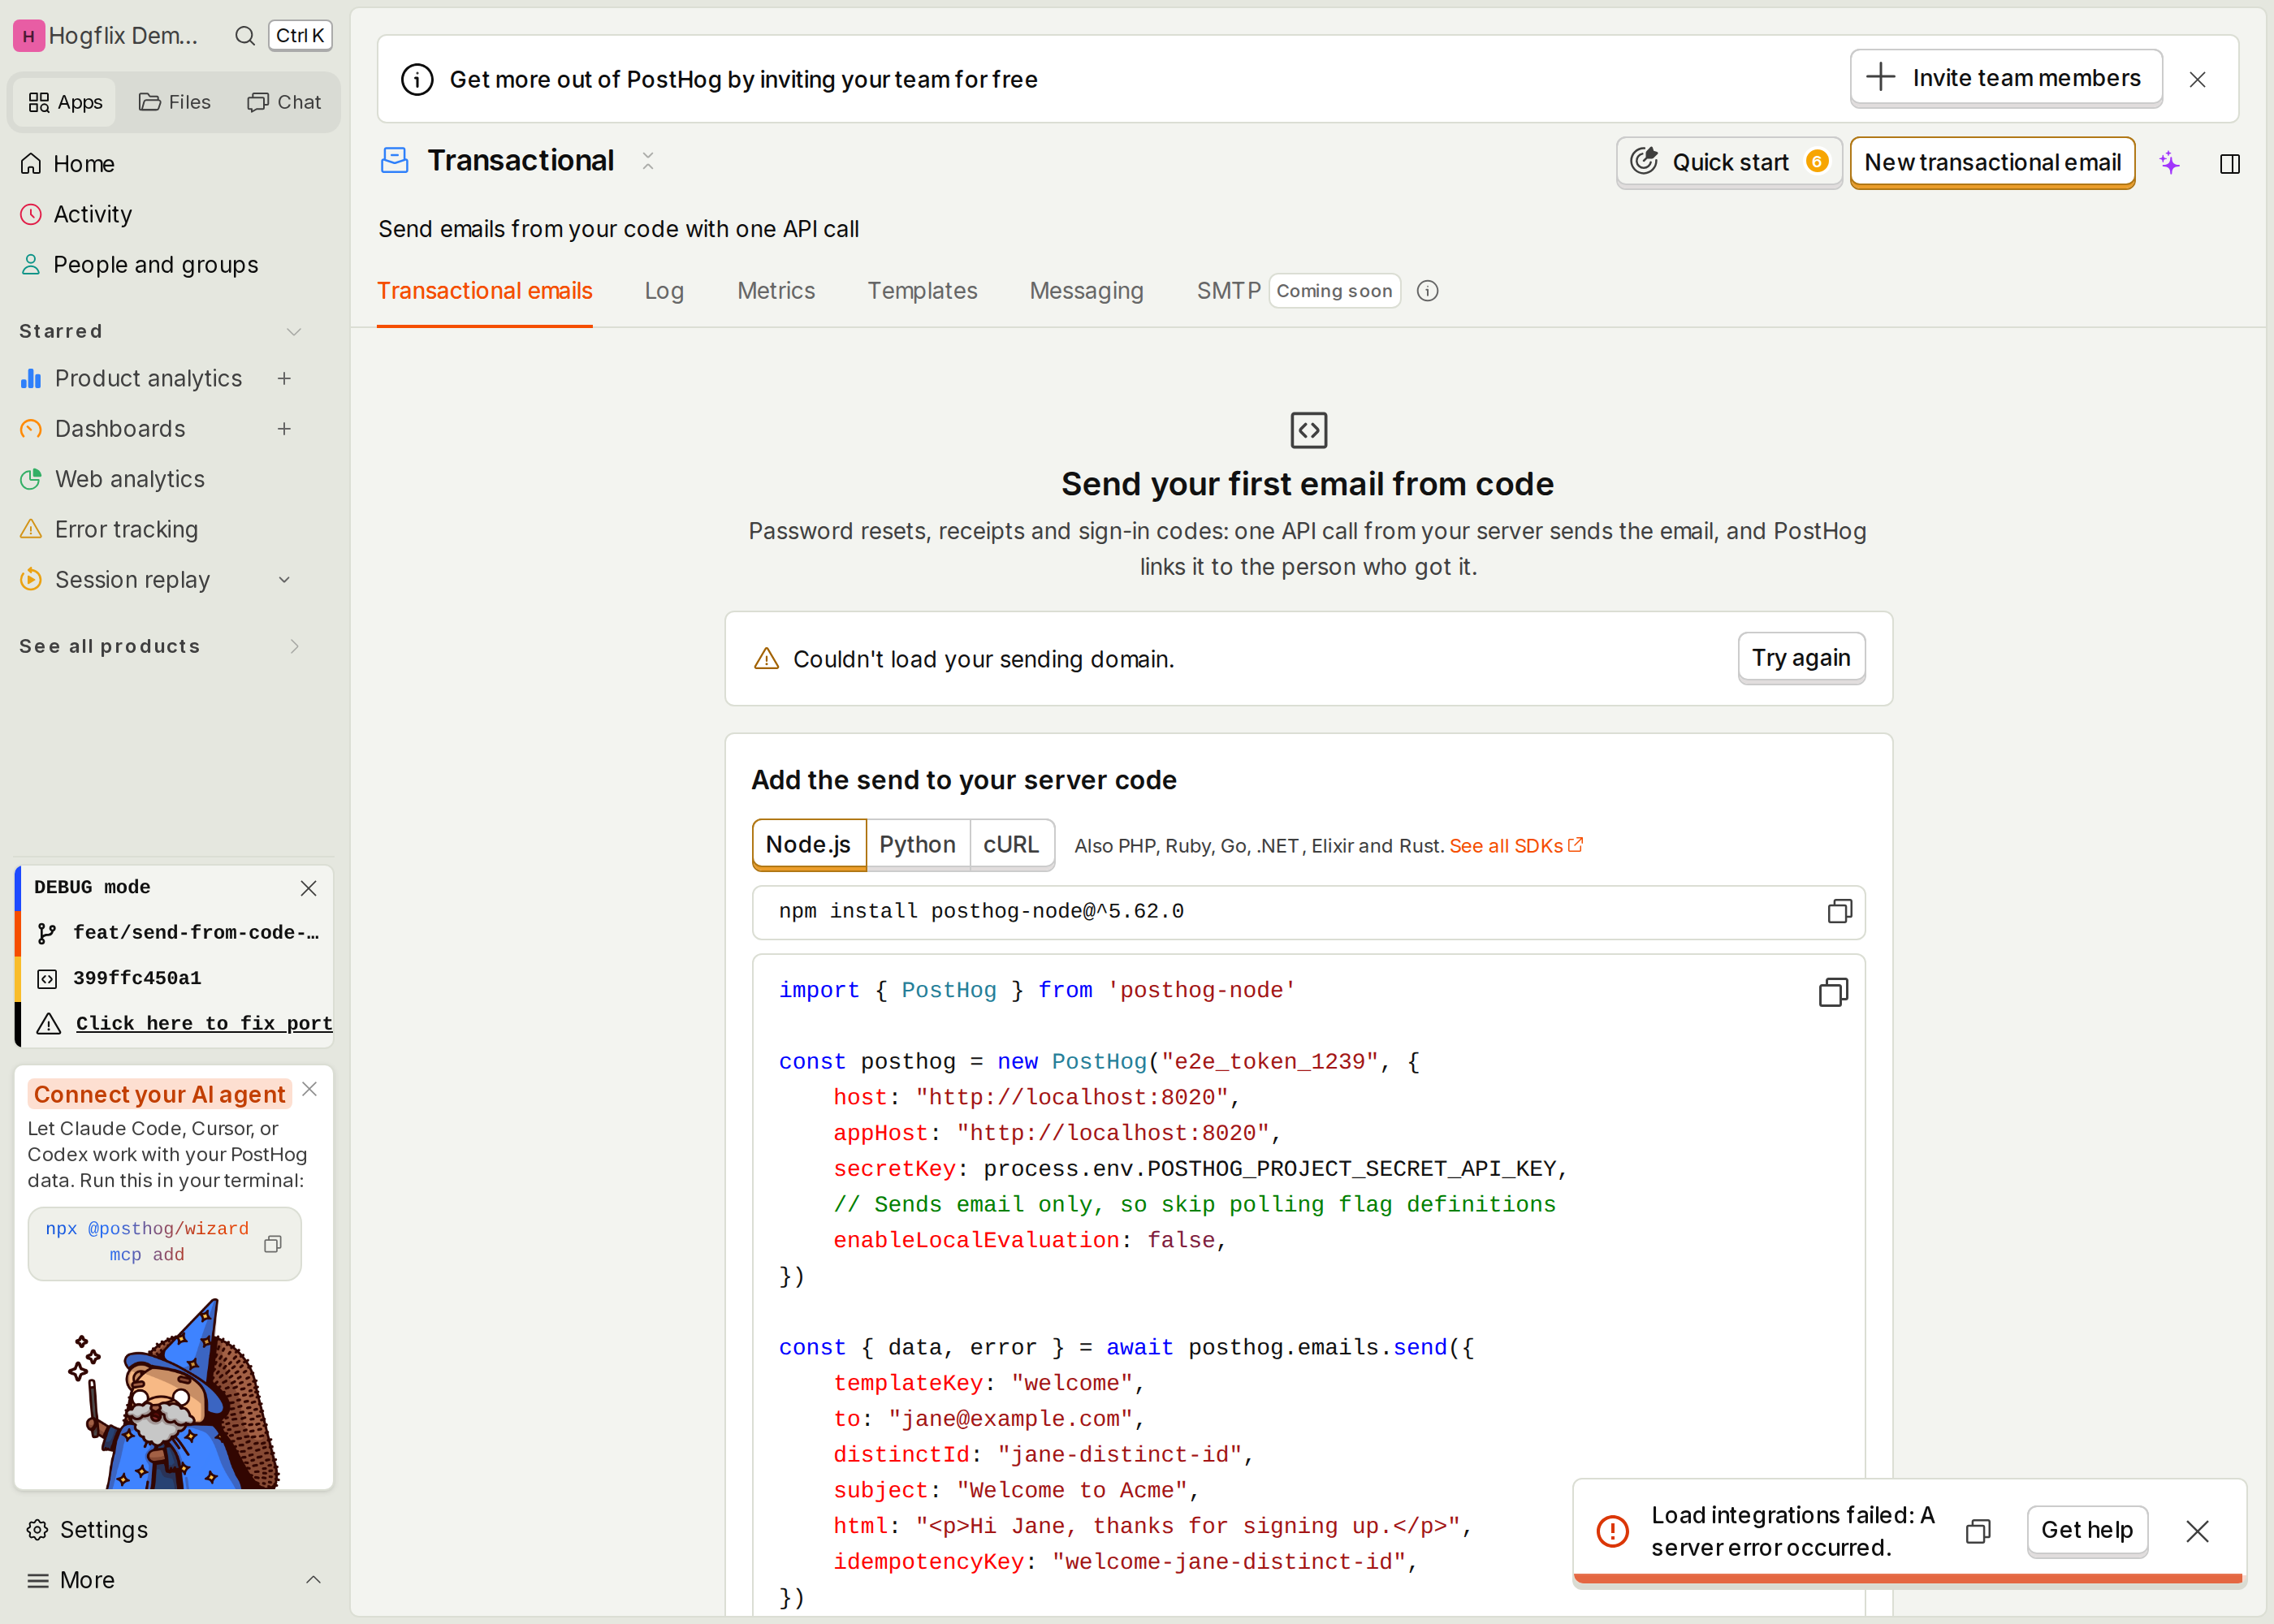 H Hogflix Dem... Ctrl K
Apps Files Chat
Home
Activity
People and groups
Starred
Product analytics
Dashboards
Web analytics
Error tracking
Session replay
See all products
DEBUG mode
feat/send-from-code-...
399ffc450a1
Click here to fix port
Connect your AI agent
Let Claude Code, Cursor, or
Codex work with your PostHog
data. Run this in your terminal:
npx @posthog/wizard
mcp add
Settings
More
Get more out of PostHog by inviting your team for free
Invite team members
Transactional
Quick start 6
New transactional email
Send emails from your code with one API call
Transactional emails Log Metrics Templates Messaging SMTP Coming soon
Send your first email from code
Password resets, receipts and sign-in codes: one API call from your server sends the email, and PostHog
links it to the person who got it.
Couldn't load your sending domain.
Try again
Add the send to your server code
Node.js Python cURL Also PHP, Ruby, Go, .NET, Elixir and Rust. See all SDKs
npm install posthog-node@^5.62.0
import { PostHog } from 'posthog-node'
const posthog = new PostHog("e2e_token_1239", {
host: "http://localhost:8020",
appHost: "http://localhost:8020",
secretKey: process.env.POSTHOG_PROJECT_SECRET_API_KEY,
// Sends email only, so skip polling flag definitions
enableLocalEvaluation: false,
})
const { data, error } = await posthog.emails.send({
templateKey: "welcome",
to: "jane@example.com",
distinctId: "jane-distinct-id",
subject: "Welcome to Acme",
html: "<p>Hi Jane, thanks for signing up.</p>",
idempotencyKey: "welcome-jane-distinct-id",
})
Load integrations failed: A
server error occurred.
Get help